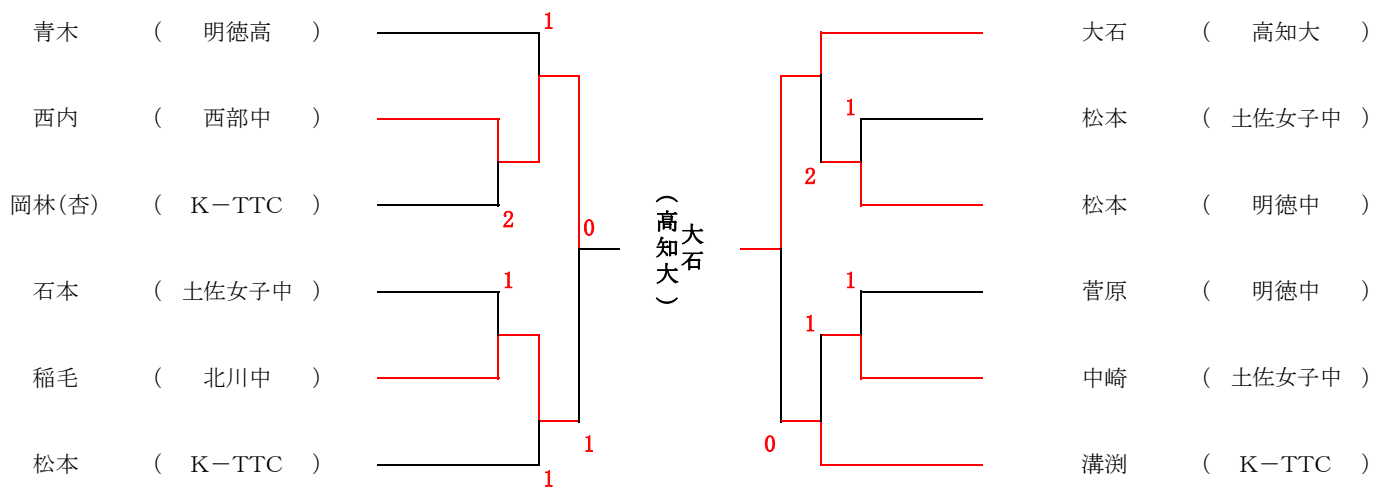 1
青木 ( 明徳高 )
西内 ( 西部中 )
岡林(杏) ( K－TTC )
2
0
石本 ( 土佐女子中 )
1
稲毛 ( 北川中 )
1
松本 ( K－TTC )
1
大石
(高知大)
大石 ( 高知大 )
1
松本 ( 土佐女子中 )
2
松本 ( 明徳中 )
1
菅原 ( 明徳中 )
1
中崎 ( 土佐女子中 )
0
溝渕 ( K－TTC )